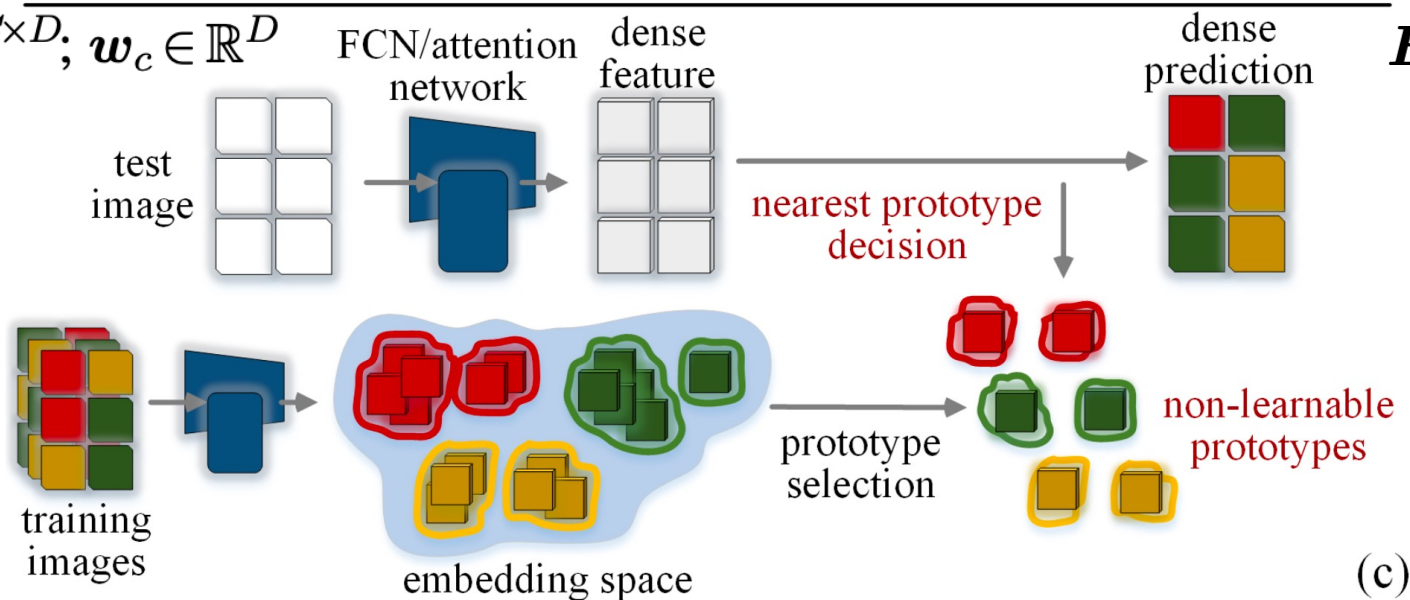 ×D; w_c ∈ ℝ^D
FCN/attention
network
dense
feature
dense
prediction
test
image
nearest prototype
decision
training
images
embedding space
prototype
selection
non-learnable
prototypes
(c)